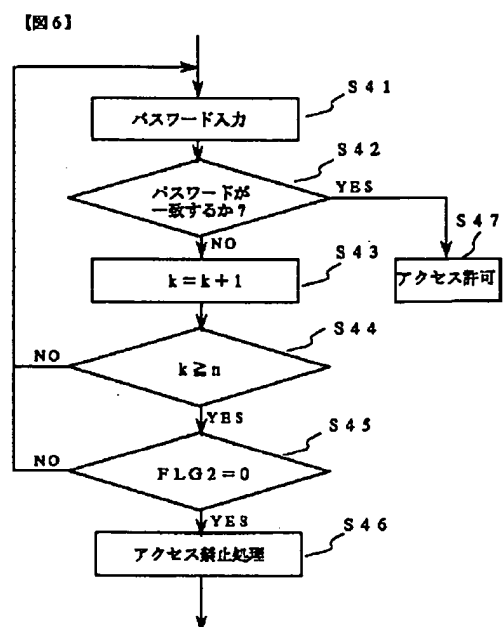 【図6】
S41
パスワード入力
S42
パスワードが
一致するか?
YES
S47
NO
S43
k=k+1
アクセス許可
S44
NO
k≧n
YES
S45
NO
FLG2=0
YES
S46
アクセス禁止処理